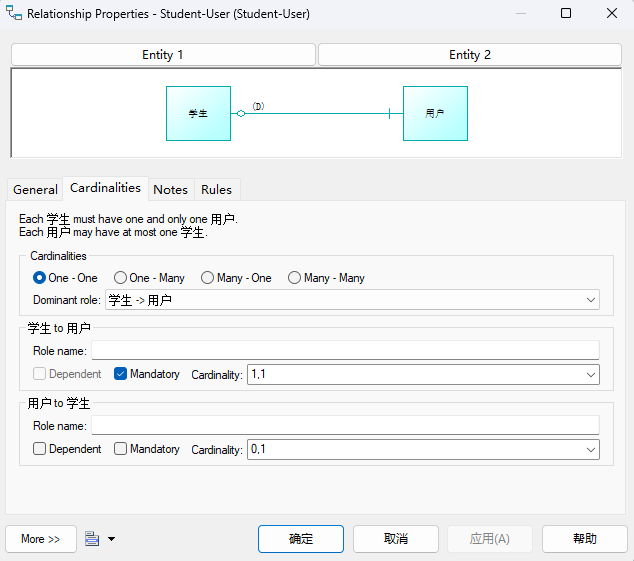 Relationship Properties - Student-User (Student-User)
Entity 1
Entity 2
学生
(D)
用户
General
Cardinalities
Notes
Rules
Each 学生 must have one and only one 用户.
Each 用户 may have at most one 学生.
Cardinalities
One - One
One - Many
Many - One
Many - Many
Dominant role:
学生 -> 用户
学生 to 用户
Role name:
Dependent
Mandatory
Cardinality:
1,1
用户 to 学生
Role name:
Dependent
Mandatory
Cardinality:
0,1
More >>
确定
取消
应用(A)
帮助